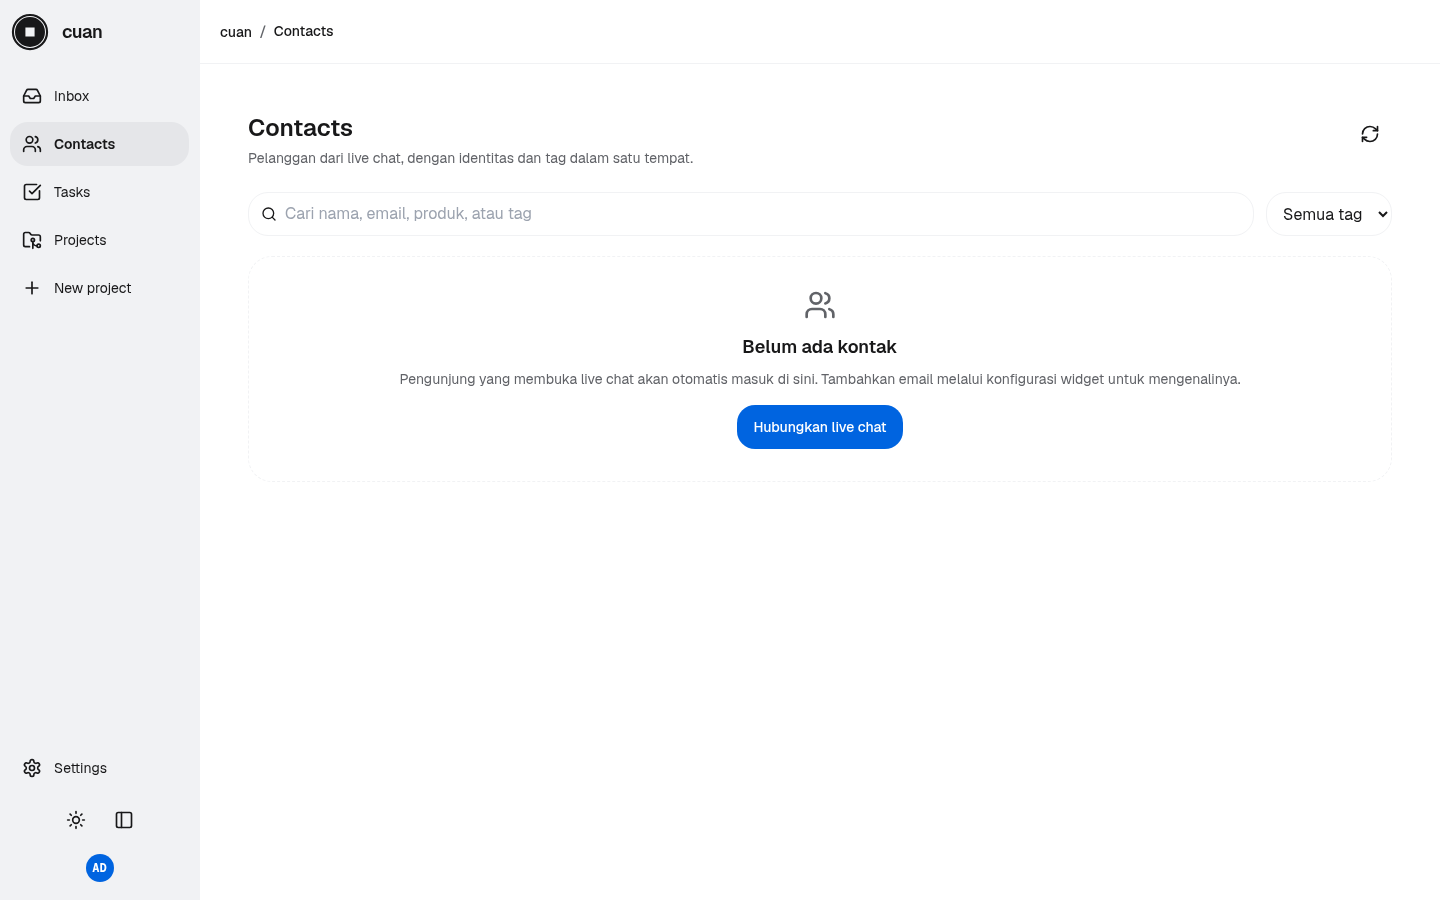 cuan
cuan / Contacts
Inbox
Contacts
Tasks
Projects
New project
Contacts
Pelanggan dari live chat, dengan identitas dan tag dalam satu tempat.
Cari nama, email, produk, atau tag
Semua tag
Belum ada kontak
Pengunjung yang membuka live chat akan otomatis masuk di sini. Tambahkan email melalui konfigurasi widget untuk mengenalinya.
Hubungkan live chat
Settings
AD